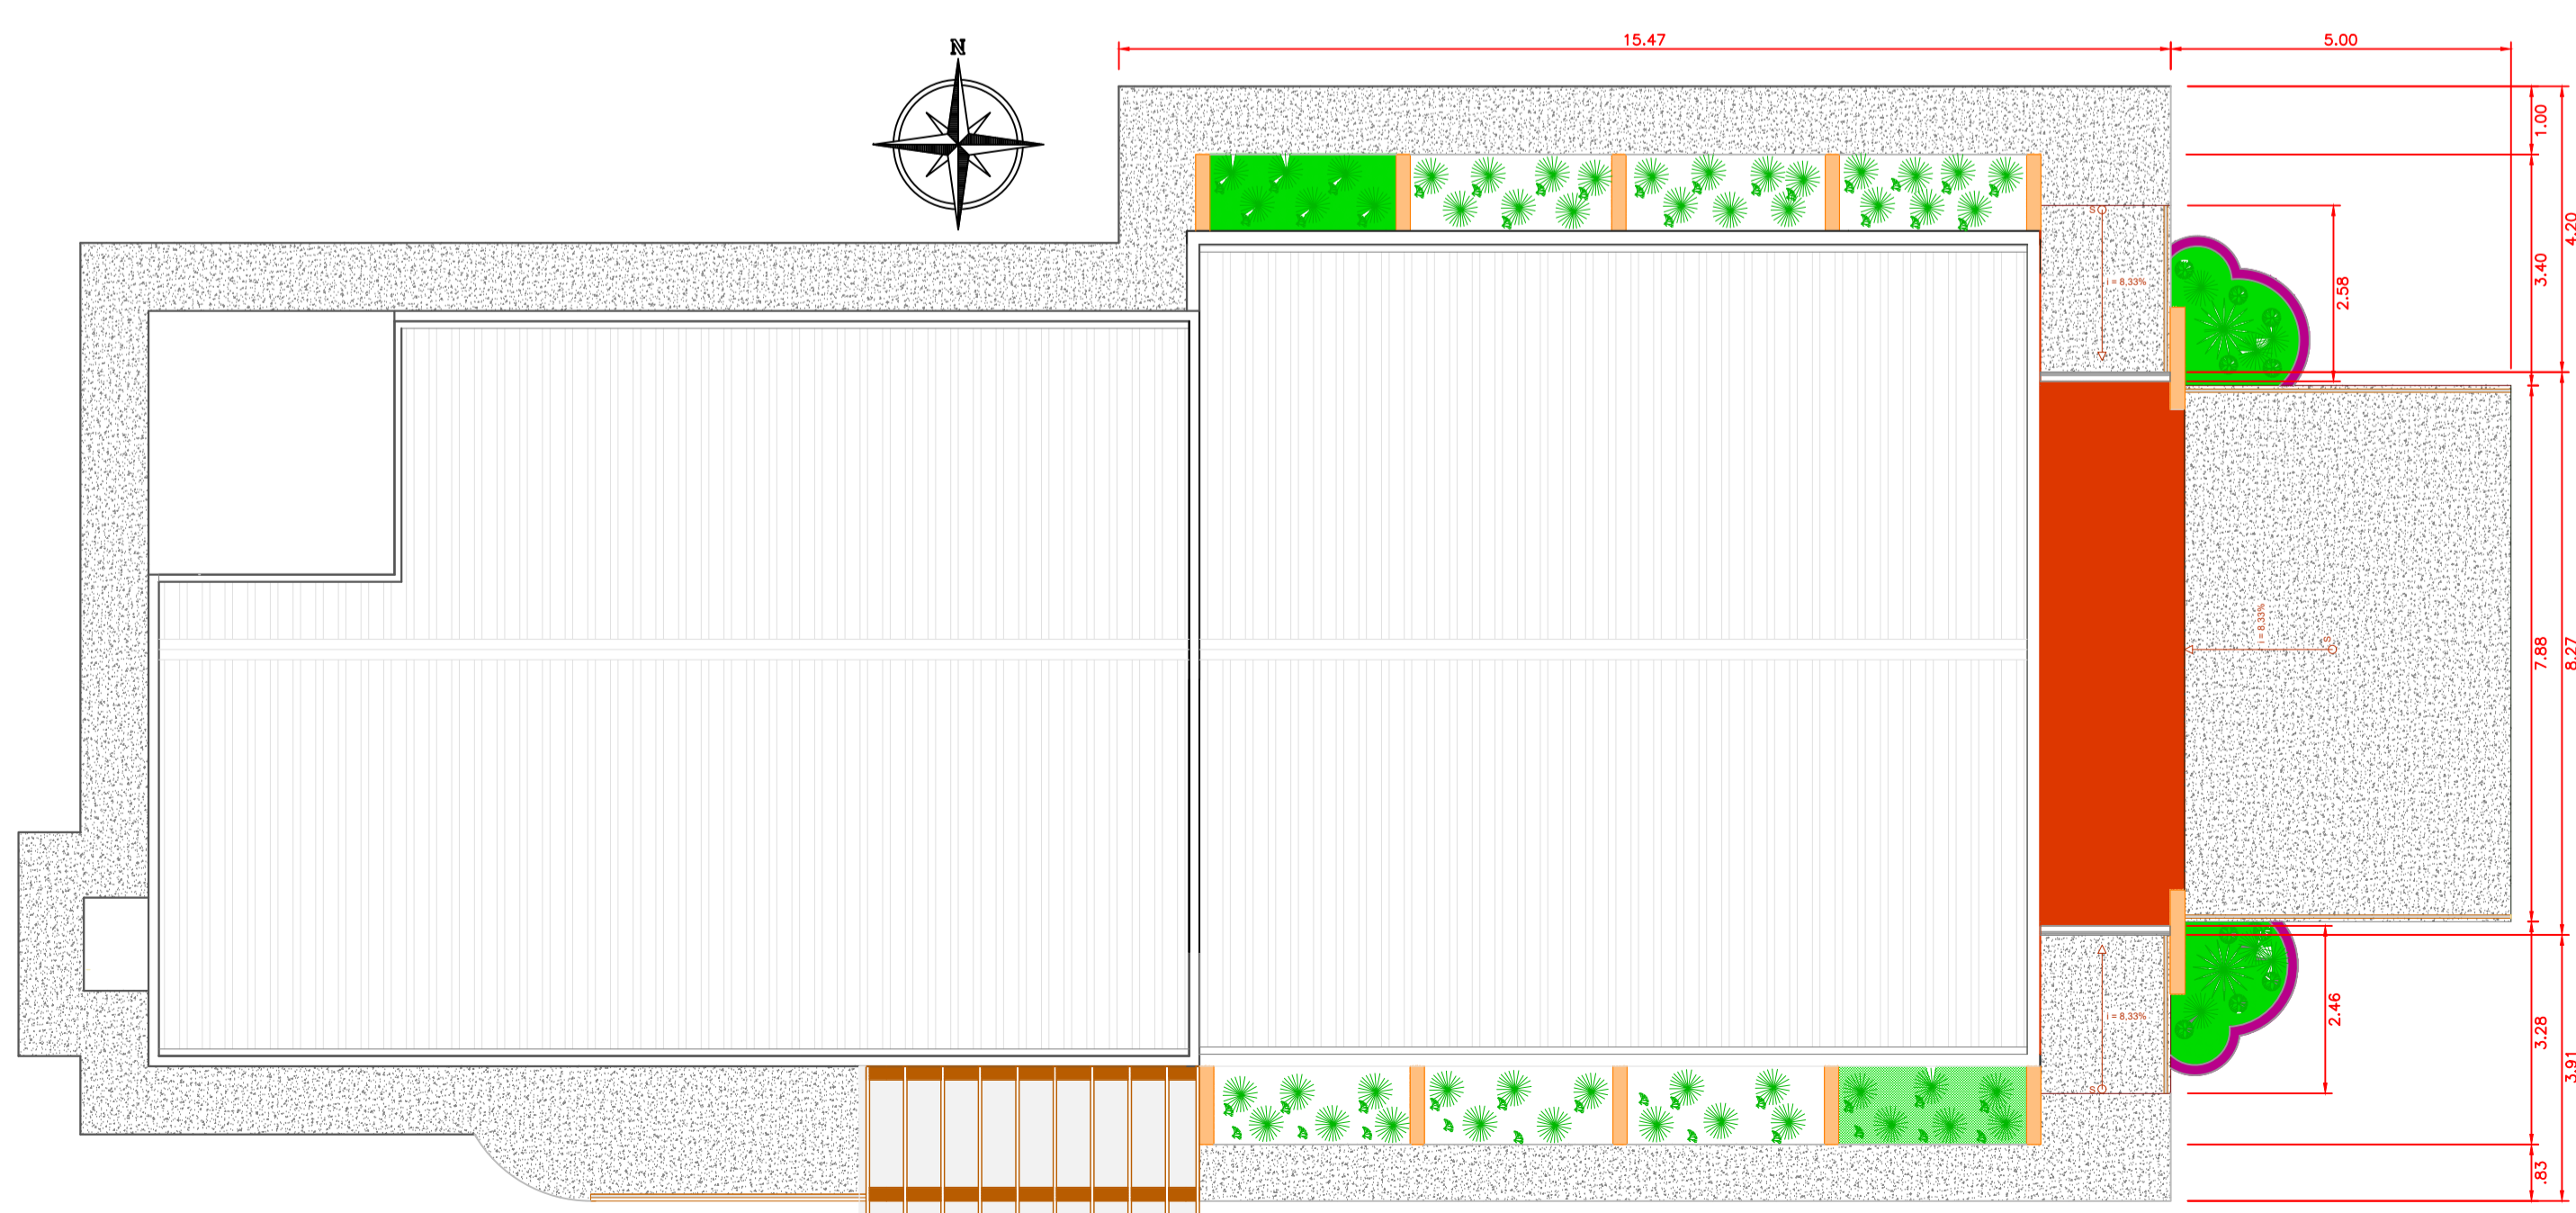 N
15.47
5.00
1.00
4.20
3.40
2.58
S
i = 8,33%
i = 8.33%
S
7.88
8.27
i = 8,33%
S
2.46
3.28
3.91
.83